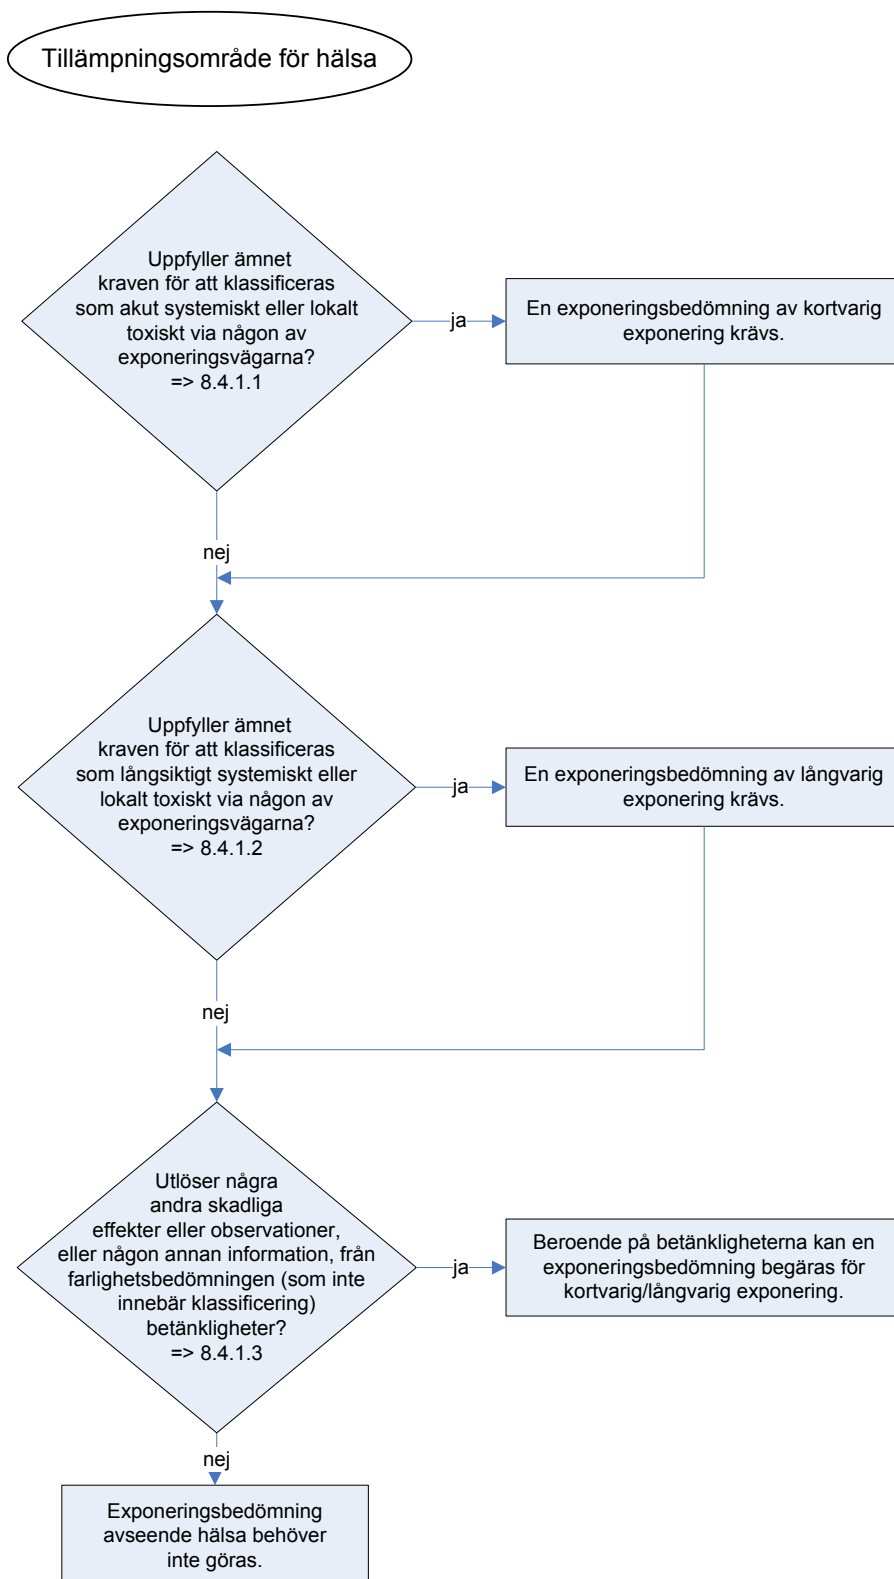 Tillämpningsområde för hälsa
Uppfyller ämnet
kraven för att klassificeras
som akut systemiskt eller lokalt
toxiskt via någon av
exponeringsvägarna?
=> 8.4.1.1
ja
En exponeringsbedömning av kortvarig
exponering krävs.
nej
Uppfyller ämnet
kraven för att klassificeras
som långsiktigt systemiskt eller
lokalt toxiskt via någon av
exponeringsvägarna?
=> 8.4.1.2
ja
En exponeringsbedömning av långvarig
exponering krävs.
nej
Utlöser några
andra skadliga
effekter eller observationer,
eller någon annan information, från
farlighetsbedömningen (som inte
innebär klassificering)
betänkligheter?
=> 8.4.1.3
ja
Beroende på betänkligheterna kan en
exponeringsbedömning begäras för
kortvarig/långvarig exponering.
nej
Exponeringsbedömning
avseende hälsa behöver
inte göras.